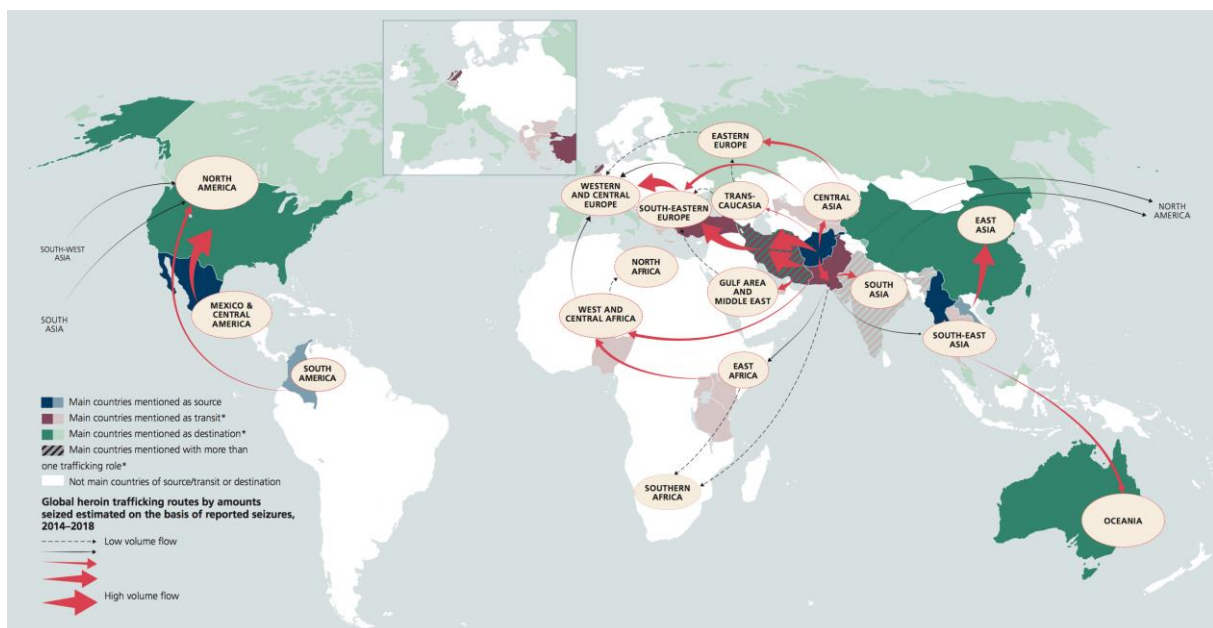 NORTH
AMERICA
SOUTH-WEST
ASIA
SOUTH
ASIA
MEXICO &
CENTRAL
AMERICA
SOUTH
AMERICA
EASTERN
EUROPE
WESTERN
AND CENTRAL
EUROPE
SOUTH-EASTERN
EUROPE
TRANS-
CAUCASIA
CENTRAL
ASIA
EAST
ASIA
NORTH
AMERICA
NORTH
AFRICA
GULF AREA
AND
MIDDLE EAST
SOUTH
ASIA
WEST AND
CENTRAL AFRICA
SOUTH-EAST
ASIA
EAST
AFRICA
SOUTHERN
AFRICA
OCEANIA
Main countries mentioned as source
Main countries mentioned as transit*
Main countries mentioned as destination*
Main countries mentioned with more than
one trafficking role*
Not main countries of source/transit or destination
Global heroin trafficking routes by amounts
seized estimated on the basis of reported seizures,
2014–2018
Low volume flow
High volume flow